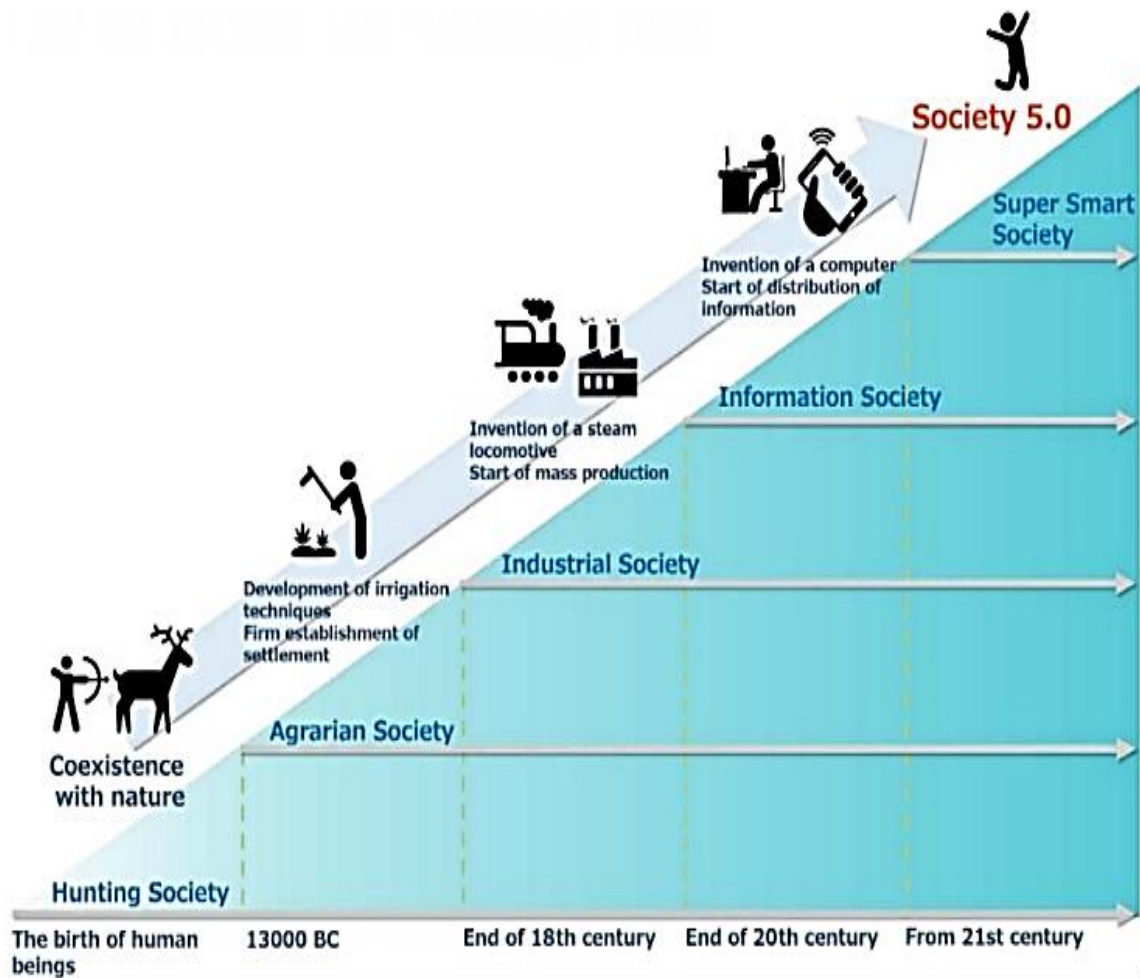 Society 5.0
Super Smart
Society
Invention of a computer
Start of distribution of
information
Information Society
Invention of a steam
locomotive
Start of mass production
Industrial Society
Development of irrigation
techniques
Firm establishment of
settlement
Agrarian Society
Coexistence
with nature
Hunting Society
The birth of human
beings
13000 BC
End of 18th century
End of 20th century
From 21st century